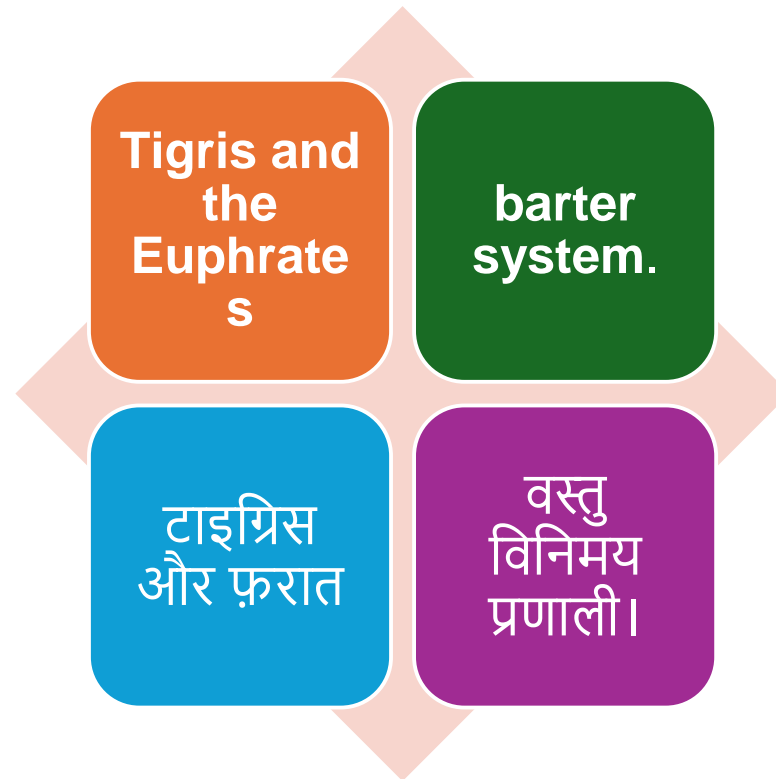 Tigris and
the
Euphrate
s
barter
system.
टाइग्रिस
और फ़रात
वस्तु
विनिमय
प्रणाली।